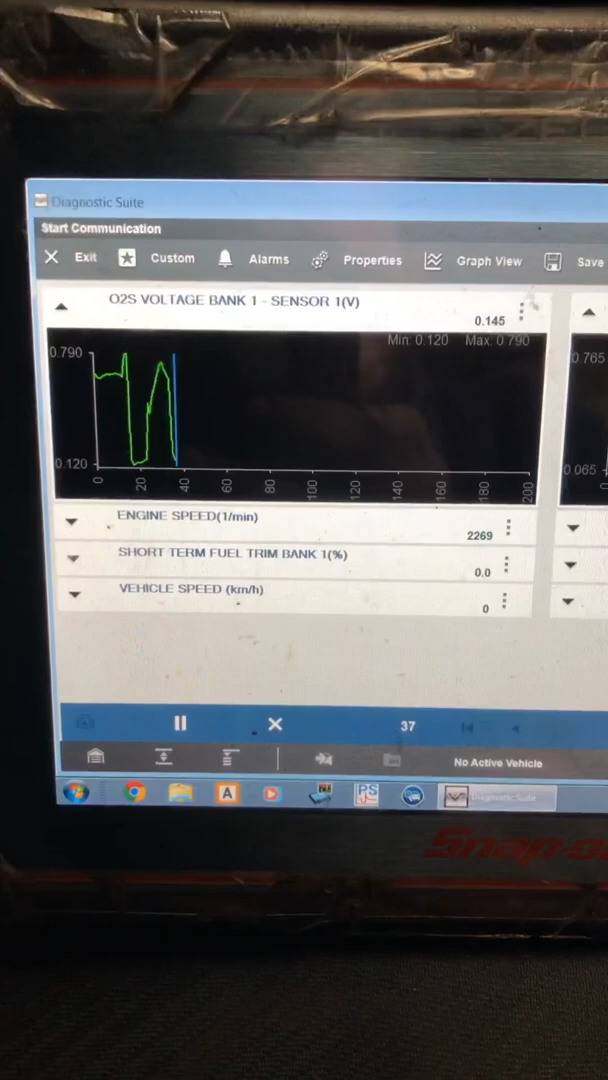 Diagnostic Suite
Start Communication
Exit Custom Alarms Properties Graph View Save
O2S VOLTAGE BANK 1 - SENSOR 1(V)
0.145
Min: 0.120 Max: 0.790
0.790
0.765
0.120
0.065
0 20 40 60 80 100 120 140 160 180 200
ENGINE SPEED(1/min)
2269
SHORT TERM FUEL TRIM BANK 1(%)
0.0
VEHICLE SPEED (km/h)
0
37
No Active Vehicle
A
PS
Diagnostic Suite